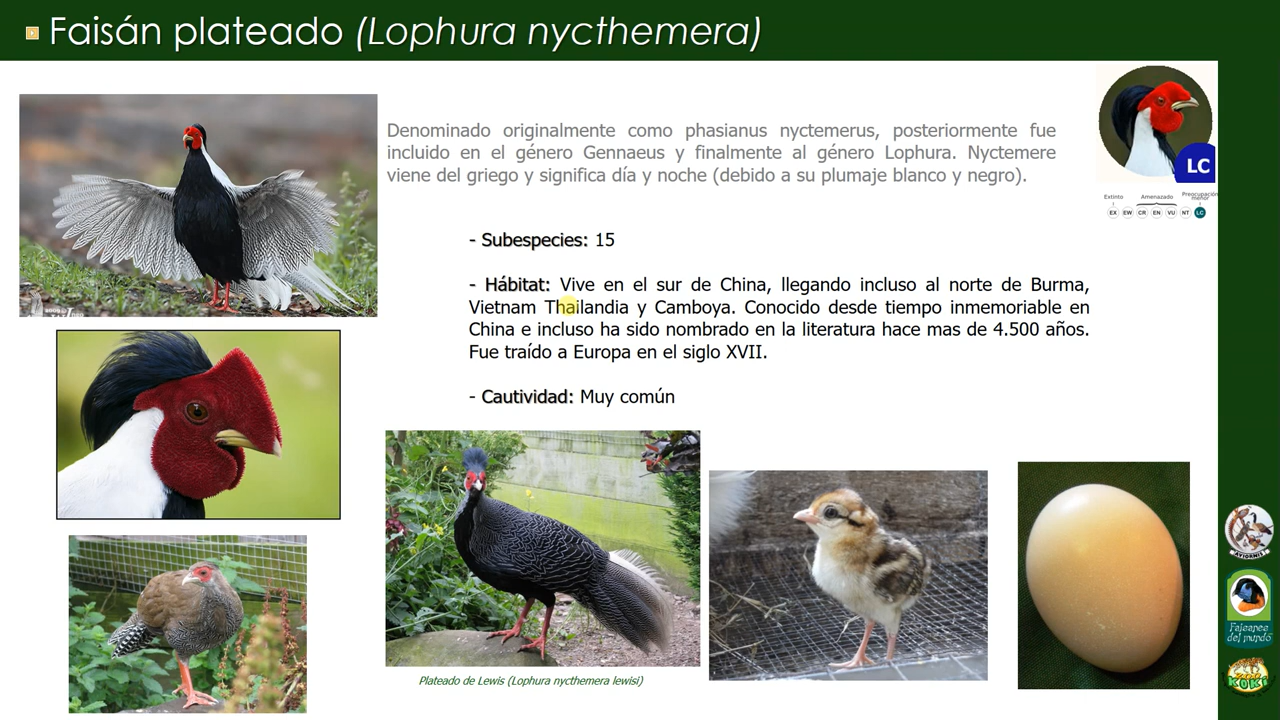 Faisán plateado (Lophura nycthemera)
Denominado originalmente como phasianus nyctemerus, posteriormente fue
incluido en el género Gennaeus y finalmente al género Lophura. Nyctemere
viene del griego y significa día y noche (debido a su plumaje blanco y negro).
LC
Extinto
Amenazado
Preocupación
menor
EX EW CR EN VU NT LC
- Subespecies: 15
- Hábitat: Vive en el sur de China, llegando incluso al norte de Burma,
Vietnam Thailandia y Camboya. Conocido desde tiempo inmemoriable en
China e incluso ha sido nombrado en la literatura hace mas de 4.500 años.
Fue traído a Europa en el siglo XVII.
- Cautividad: Muy común
Plateado de Lewis (Lophura nycthemera lewisi)
AVIORNIS
Faisanes
del mundo
KOKI